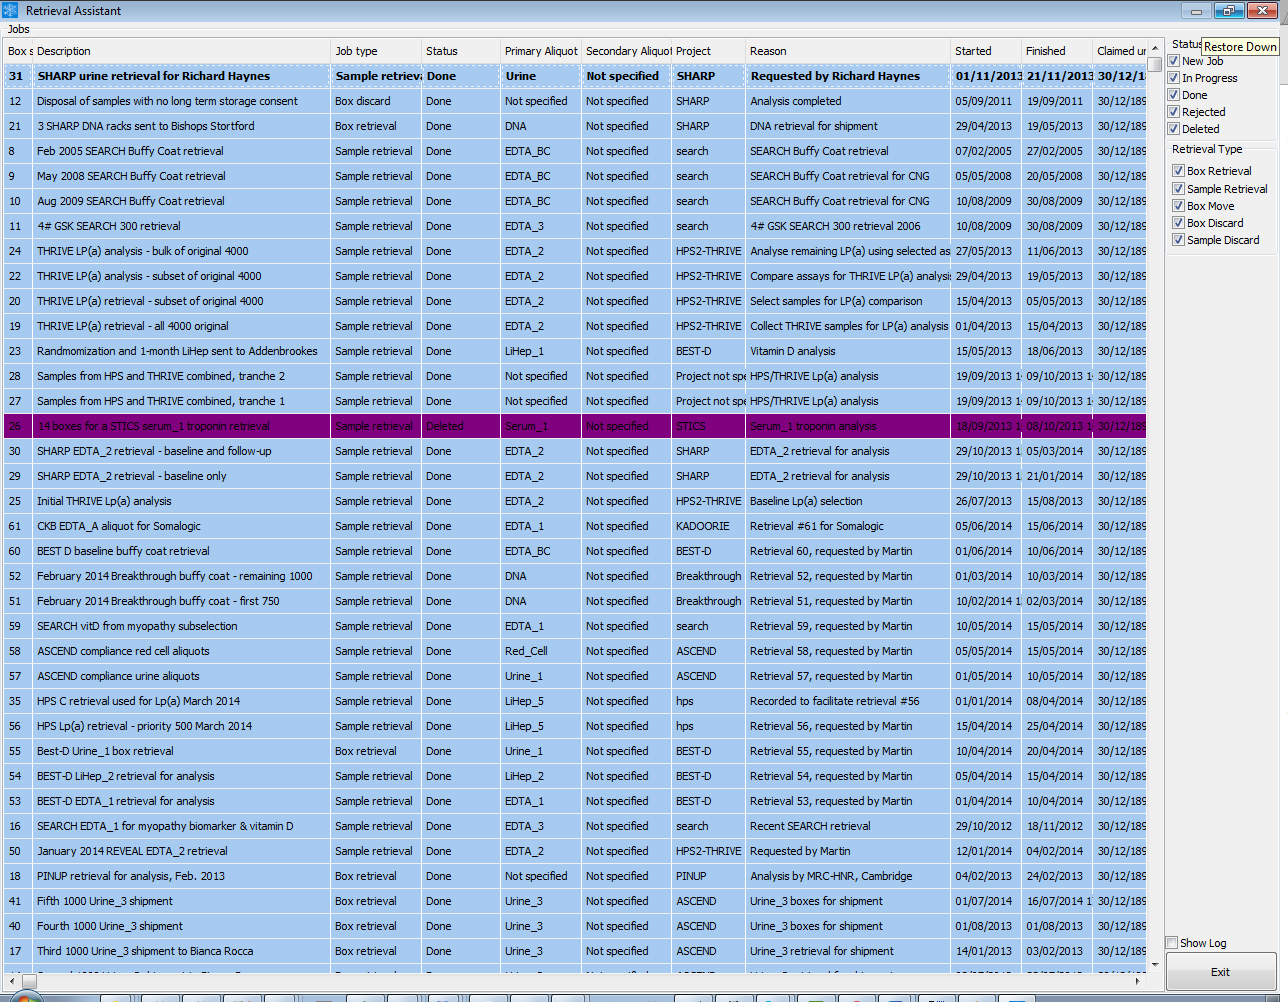 Retrieval Assistant
Jobs
Box s Description Job type Status Primary Aliquot Secondary Aliquot Project Reason Started Finished Claimed un
31 SHARP urine retrieval for Richard Haynes Sample retrieva Done Urine Not specified SHARP Requested by Richard Haynes 01/11/2013 21/11/2013 30/12/18
12 Disposal of samples with no long term storage consent Box discard Done Not specified SHARP Analysis completed 05/09/2011 19/09/2011 30/12/189
21 3 SHARP DNA racks sent to Bishops Stortford Box retrieval Done DNA Not specified SHARP DNA retrieval for shipment 29/04/2013 19/05/2013 30/12/189
8 Feb 2005 SEARCH Buffy Coat retrieval Sample retrieval Done EDTA_BC Not specified search SEARCH Buffy Coat retrieval 07/02/2005 27/02/2005 30/12/189
9 May 2008 SEARCH Buffy Coat retrieval Sample retrieval Done EDTA_BC Not specified search SEARCH Buffy Coat retrieval for CNG 05/05/2008 20/05/2008 30/12/189
10 Aug 2009 SEARCH Buffy Coat retrieval Sample retrieval Done EDTA_BC Not specified search SEARCH Buffy Coat retrieval for CNG 10/08/2009 30/08/2009 30/12/189
11 4# GSK SEARCH 300 retrieval Sample retrieval Done EDTA_3 Not specified search 4# GSK SEARCH 300 retrieval 2006 10/08/2009 30/08/2009 30/12/189
24 THRIVE LP(a) analysis - bulk of original 4000 Sample retrieval Done EDTA_2 Not specified HPS2-THRIVE Analyse remaining LP(a) using selected as 27/05/2013 11/06/2013 30/12/189
22 THRIVE LP(a) analysis - subset of original 4000 Sample retrieval Done EDTA_2 Not specified HPS2-THRIVE Compare assays for THRIVE LP(a) analysis 29/04/2013 19/05/2013 30/12/189
20 THRIVE LP(a) retrieval - subset of original 4000 Sample retrieval Done EDTA_2 Not specified HPS2-THRIVE Select samples for LP(a) comparison 15/04/2013 05/05/2013 30/12/189
19 THRIVE LP(a) retrieval - all 4000 original Sample retrieval Done EDTA_2 Not specified HPS2-THRIVE Collect THRIVE samples for LP(a) analysis 01/04/2013 15/04/2013 30/12/189
23 Randmomization and 1-month LiHep sent to Addenbrookes Sample retrieval Done LiHep_1 Not specified BEST-D Vitamin D analysis 15/05/2013 18/06/2013 30/12/189
28 Samples from HPS and THRIVE combined, tranche 2 Sample retrieval Done Not specified Not specified Project not spe HPS/THRIVE Lp(a) analysis 19/09/2013 1 09/10/2013 1 30/12/189
27 Samples from HPS and THRIVE combined, tranche 1 Sample retrieval Done Not specified Not specified Project not spe HPS/THRIVE Lp(a) analysis 19/09/2013 1 09/10/2013 1 30/12/189
26 14 boxes for a STICS serum_1 troponin retrieval Sample retrieval Deleted Serum_1 Not specified STICS Serum_1 troponin analysis 18/09/2013 1 08/10/2013 1 30/12/189
30 SHARP EDTA_2 retrieval - baseline and follow-up Sample retrieval Done EDTA_2 Not specified SHARP EDTA_2 retrieval for analysis 29/10/2013 1 05/03/2014 30/12/189
29 SHARP EDTA_2 retrieval - baseline only Sample retrieval Done EDTA_2 Not specified SHARP EDTA_2 retrieval for analysis 29/10/2013 1 21/01/2014 30/12/189
25 Initial THRIVE Lp(a) analysis Sample retrieval Done EDTA_2 Not specified HPS2-THRIVE Baseline Lp(a) selection 26/07/2013 15/08/2013 30/12/189
61 CKB EDTA_A aliquot for Somalogic Sample retrieval Done EDTA_1 Not specified KADOORIE Retrieval #61 for Somalogic 05/06/2014 15/06/2014 30/12/189
60 BEST D baseline buffy coat retrieval Sample retrieval Done EDTA_BC Not specified BEST-D Retrieval 60, requested by Martin 01/06/2014 10/06/2014 30/12/189
52 February 2014 Breakthrough buffy coat - remaining 1000 Sample retrieval Done DNA Not specified Breakthrough Retrieval 52, requested by Martin 01/03/2014 10/03/2014 30/12/189
51 February 2014 Breakthrough buffy coat - first 750 Sample retrieval Done DNA Not specified Breakthrough Retrieval 51, requested by Martin 10/02/2014 1 02/03/2014 30/12/189
59 SEARCH vitD from myopathy subselection Sample retrieval Done EDTA_1 Not specified search Retrieval 59, requested by Martin 10/05/2014 15/05/2014 30/12/189
58 ASCEND compliance red cell aliquots Sample retrieval Done Red_Cell Not specified ASCEND Retrieval 58, requested by Martin 05/05/2014 15/05/2014 30/12/189
57 ASCEND compliance urine aliquots Sample retrieval Done Urine_1 Not specified ASCEND Retrieval 57, requested by Martin 01/05/2014 10/05/2014 30/12/189
35 HPS C retrieval used for Lp(a) March 2014 Sample retrieval Done LiHep_5 Not specified hps Recorded to facilitate retrieval #56 01/01/2014 08/04/2014 30/12/189
56 HPS Lp(a) retrieval - priority 500 March 2014 Sample retrieval Done LiHep_5 Not specified hps Retrieval 56, requested by Martin 15/04/2014 25/04/2014 30/12/189
55 Best-D Urine_1 box retrieval Box retrieval Done Urine_1 Not specified BEST-D Retrieval 55, requested by Martin 10/04/2014 20/04/2014 30/12/189
54 BEST-D LiHep_2 retrieval for analysis Sample retrieval Done LiHep_2 Not specified BEST-D Retrieval 54, requested by Martin 05/04/2014 15/04/2014 30/12/189
53 BEST-D EDTA_1 retrieval for analysis Sample retrieval Done EDTA_1 Not specified BEST-D Retrieval 53, requested by Martin 01/04/2014 10/04/2014 30/12/189
16 SEARCH EDTA_1 for myopathy biomarker & vitamin D Sample retrieval Done EDTA_3 Not specified search Recent SEARCH retrieval 29/10/2012 18/11/2012 30/12/189
50 January 2014 REVEAL EDTA_2 retrieval Sample retrieval Done EDTA_2 Not specified HPS2-THRIVE Requested by Martin 12/01/2014 04/02/2014 30/12/189
18 PINUP retrieval for analysis, Feb. 2013 Box retrieval Done Not specified Not specified PINUP Analysis by MRC-HNR, Cambridge 04/02/2013 24/02/2013 30/12/189
41 Fifth 1000 Urine_3 shipment Box retrieval Done Urine_3 Not specified ASCEND Urine_3 boxes for shipment 01/07/2014 16/07/2014 1 30/12/189
40 Fourth 1000 Urine_3 shipment Box retrieval Done Urine_3 Not specified ASCEND Urine_3 boxes for shipment 01/08/2013 01/08/2013 30/12/189
17 Third 1000 Urine_3 shipment to Bianca Rocca Box retrieval Done Urine_3 Not specified ASCEND Urine_3 retrieval for shipment 14/01/2013 03/02/2013 30/12/189
Status
Restore Down
New Job
In Progress
Done
Rejected
Deleted
Retrieval Type
Box Retrieval
Sample Retrieval
Box Move
Box Discard
Sample Discard
Show Log
Exit